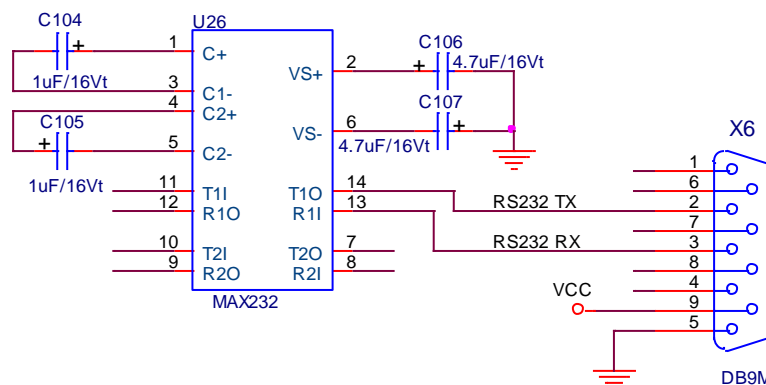 C104
1uF/16Vt
C105
1uF/16Vt
U26
1 C+
3 C1-
4 C2+
5 C2-
11 T1I
12 R1O
10 T2I
9 R2O
VS+ 2
VS- 6
T1O 14
R1I 13
T2O 7
R2I 8
MAX232
+
+
+
+
C106
4.7uF/16Vt
C107
4.7uF/16Vt
RS232 TX
RS232 RX
VCC
X6
1
6
2
7
3
8
4
9
5
DB9M